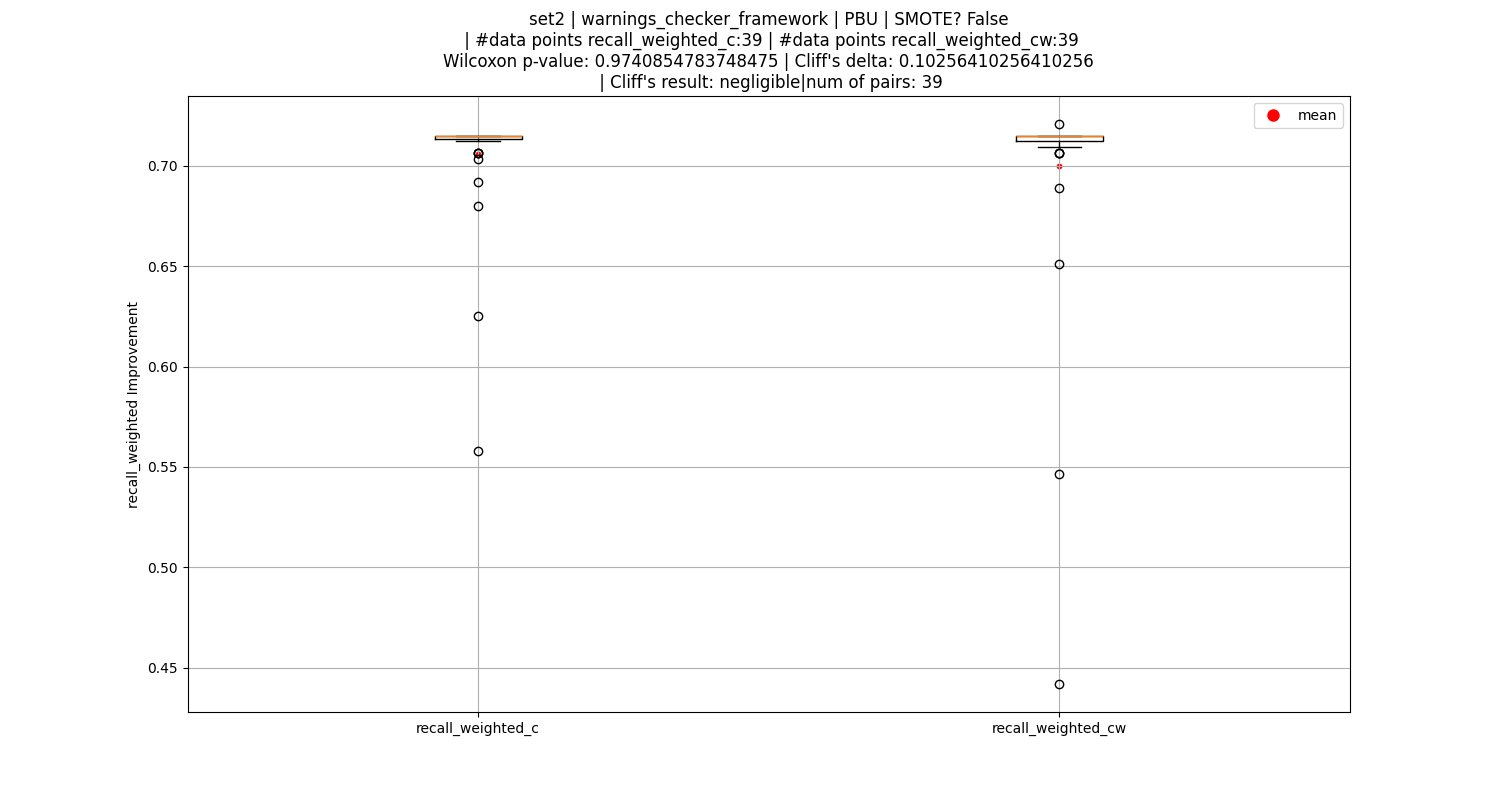 set2 | warnings_checker_framework | PBU | SMOTE? False
| #data points recall_weighted_c:39 | #data points recall_weighted_cw:39
Wilcoxon p-value: 0.9740854783748475 | Cliff's delta: 0.10256410256410256
| Cliff's result: negligible|num of pairs: 39
mean
0.70
0.65
0.60
0.55
0.50
0.45
recall_weighted Improvement
recall_weighted_c
recall_weighted_cw